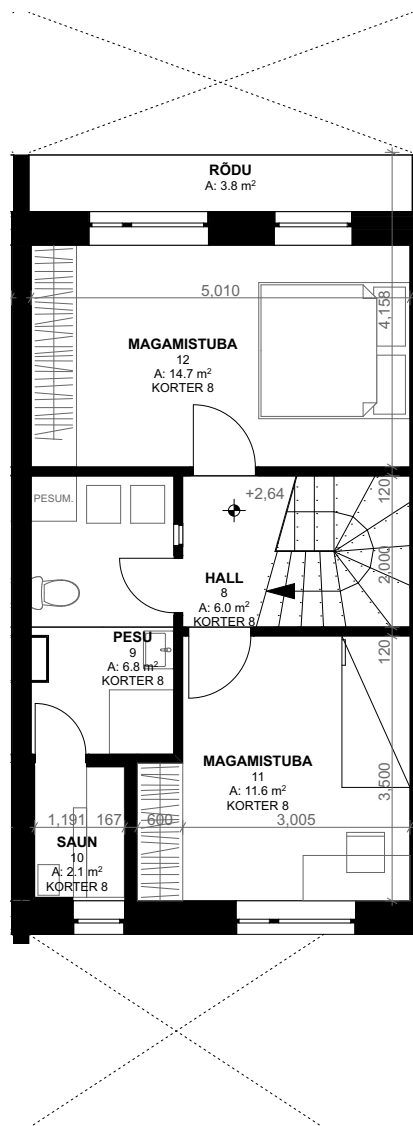 RÕDU
A: 3.8 m²
5,010
4,158
MAGAMISTUBA
12
A: 14.7 m²
KORTER 8
PESUM.
+2,64
120
2,000
HALL
8
A: 6.0 m²
KORTER 8
PESU
9
A: 6.8 m²
KORTER 8
120
MAGAMISTUBA
11
A: 11.6 m²
KORTER 8
3,500
1,191 167 600 3,005
SAUN
10
A: 2.1 m²
KORTER 8